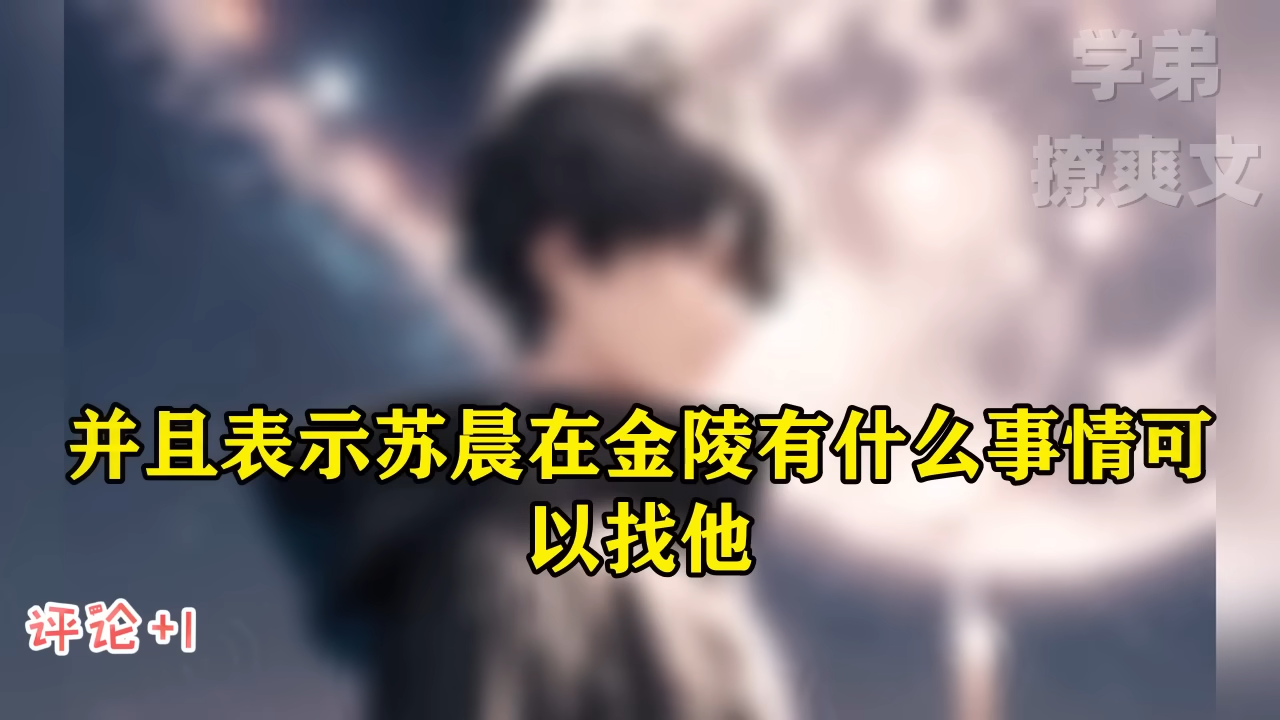 学弟
撩爽文
并且表示苏晨在金陵有什么事情可
以找他
评论+1